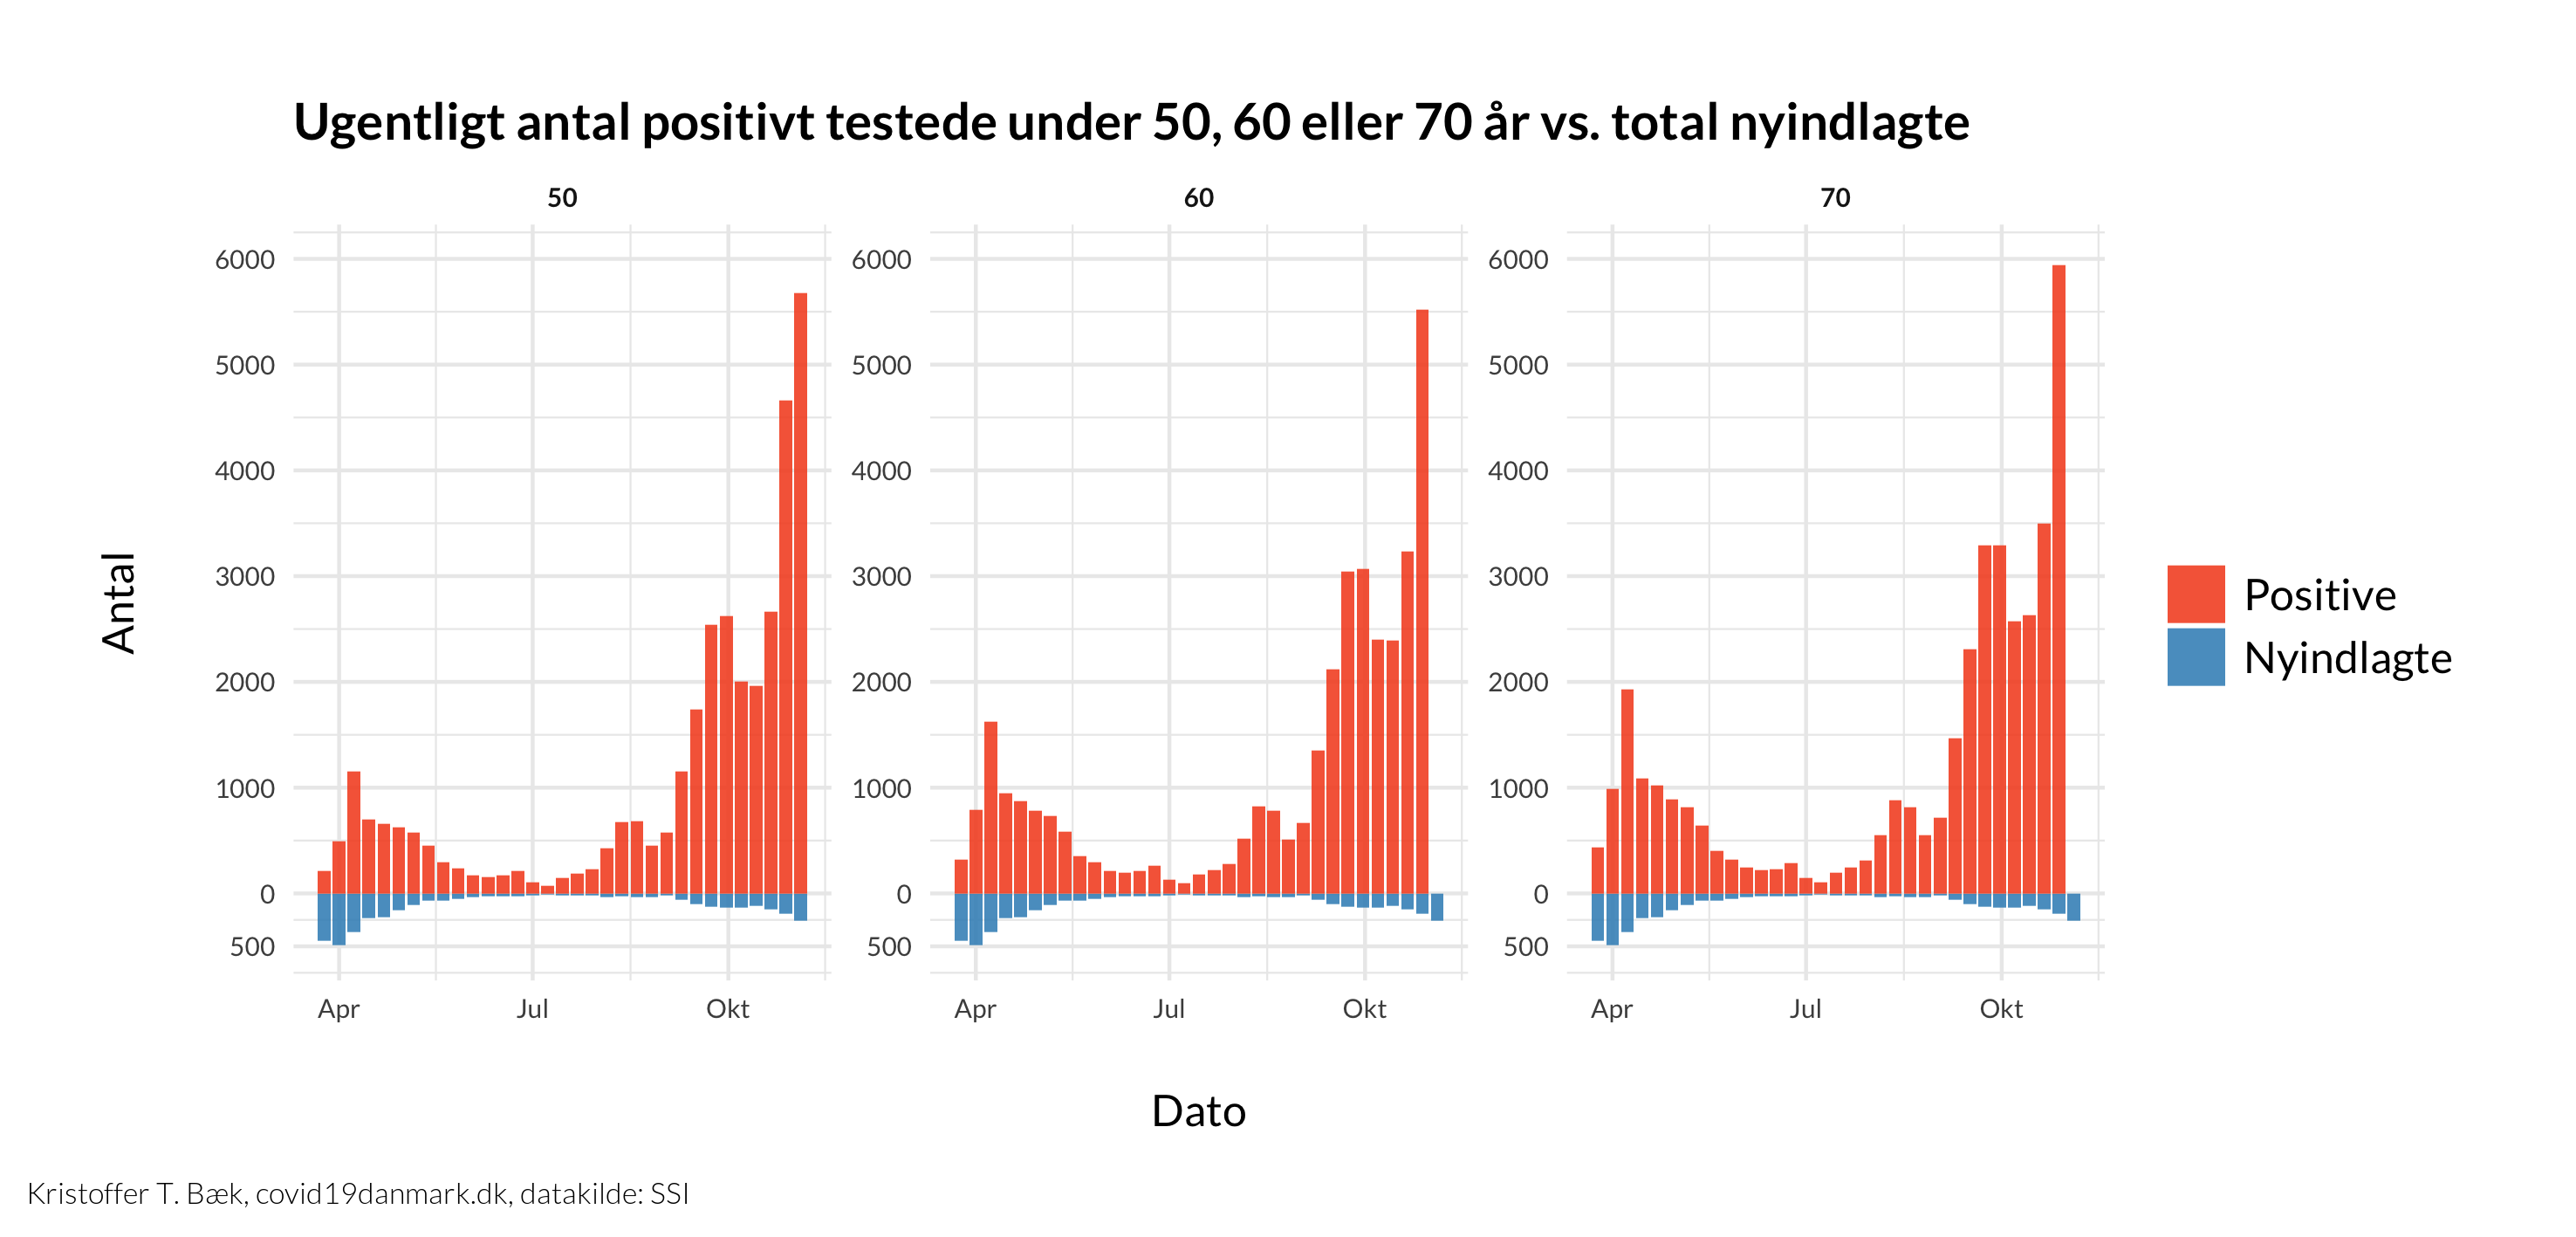 Ugentligt antal positivt testede under 50, 60 eller 70 år vs. total nyindlagte
50 60 70
6000 6000 6000
5000 5000 5000
4000 4000 4000
3000 3000 3000
2000 2000 2000
1000 1000 1000
0 0 0
500 500 500
Antal
Apr Jul Okt Apr Jul Okt Apr Jul Okt
Dato
Positive
Nyindlagte
Kristoffer T. Bæk, covid19danmark.dk, datakilde: SSI